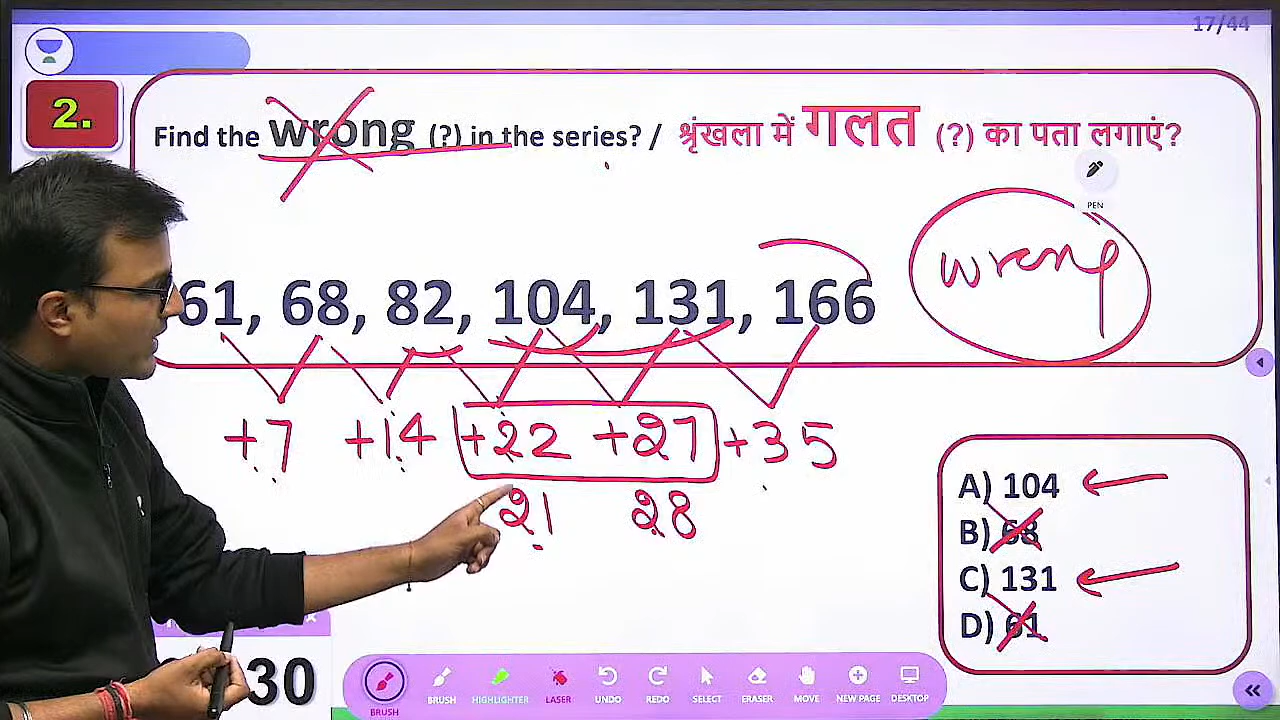 17/44
2.
Find the wrong (?) in the series? / श्रृंखला में गलत (?) का पता लगाएं?
PEN
wrong
61, 68, 82, 104, 131, 166
+7 +14 +22 +27 +35
21 28
A) 104
B) 68
C) 131
D) 61
30
BRUSH BRUSH HIGHLIGHTER LASER UNDO REDO SELECT ERASER MOVE NEW PAGE DESKTOP